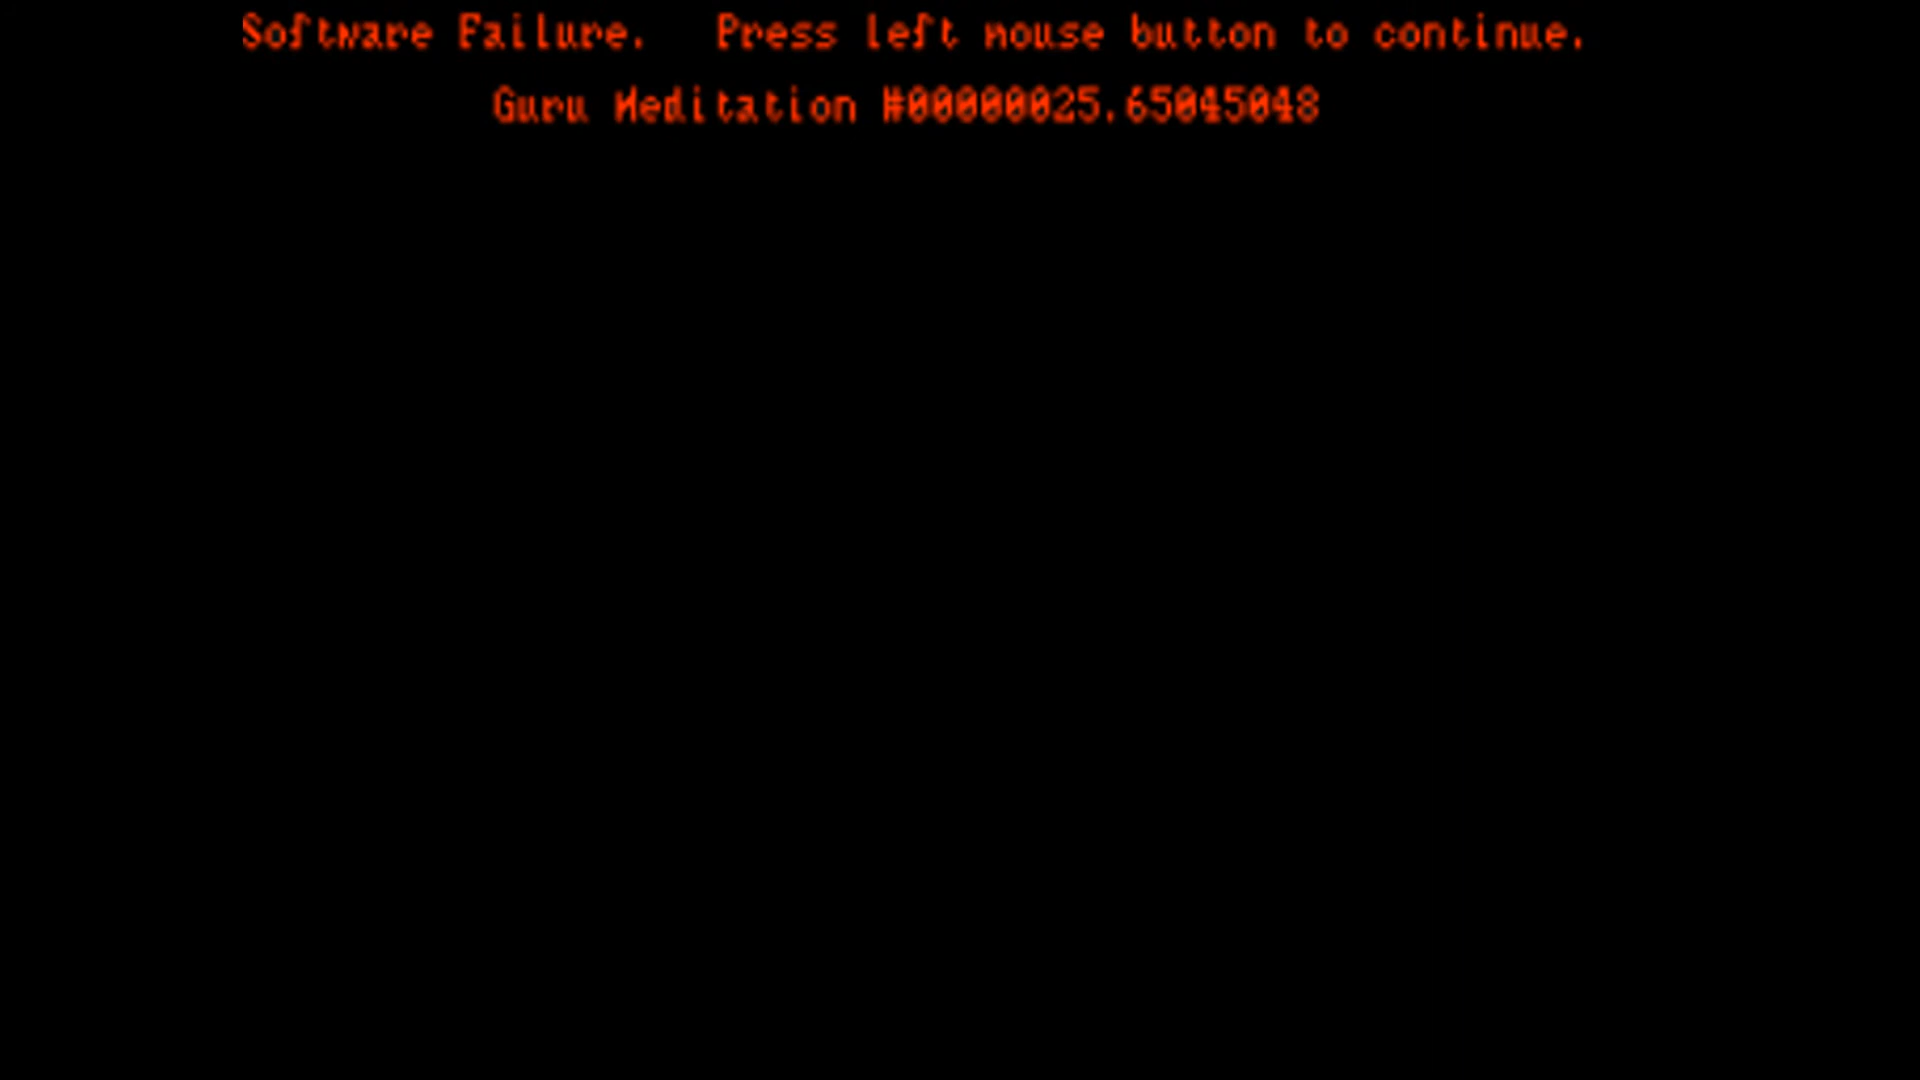 Software Failure.   Press left mouse button to continue.
Guru Meditation #00000025.65045048